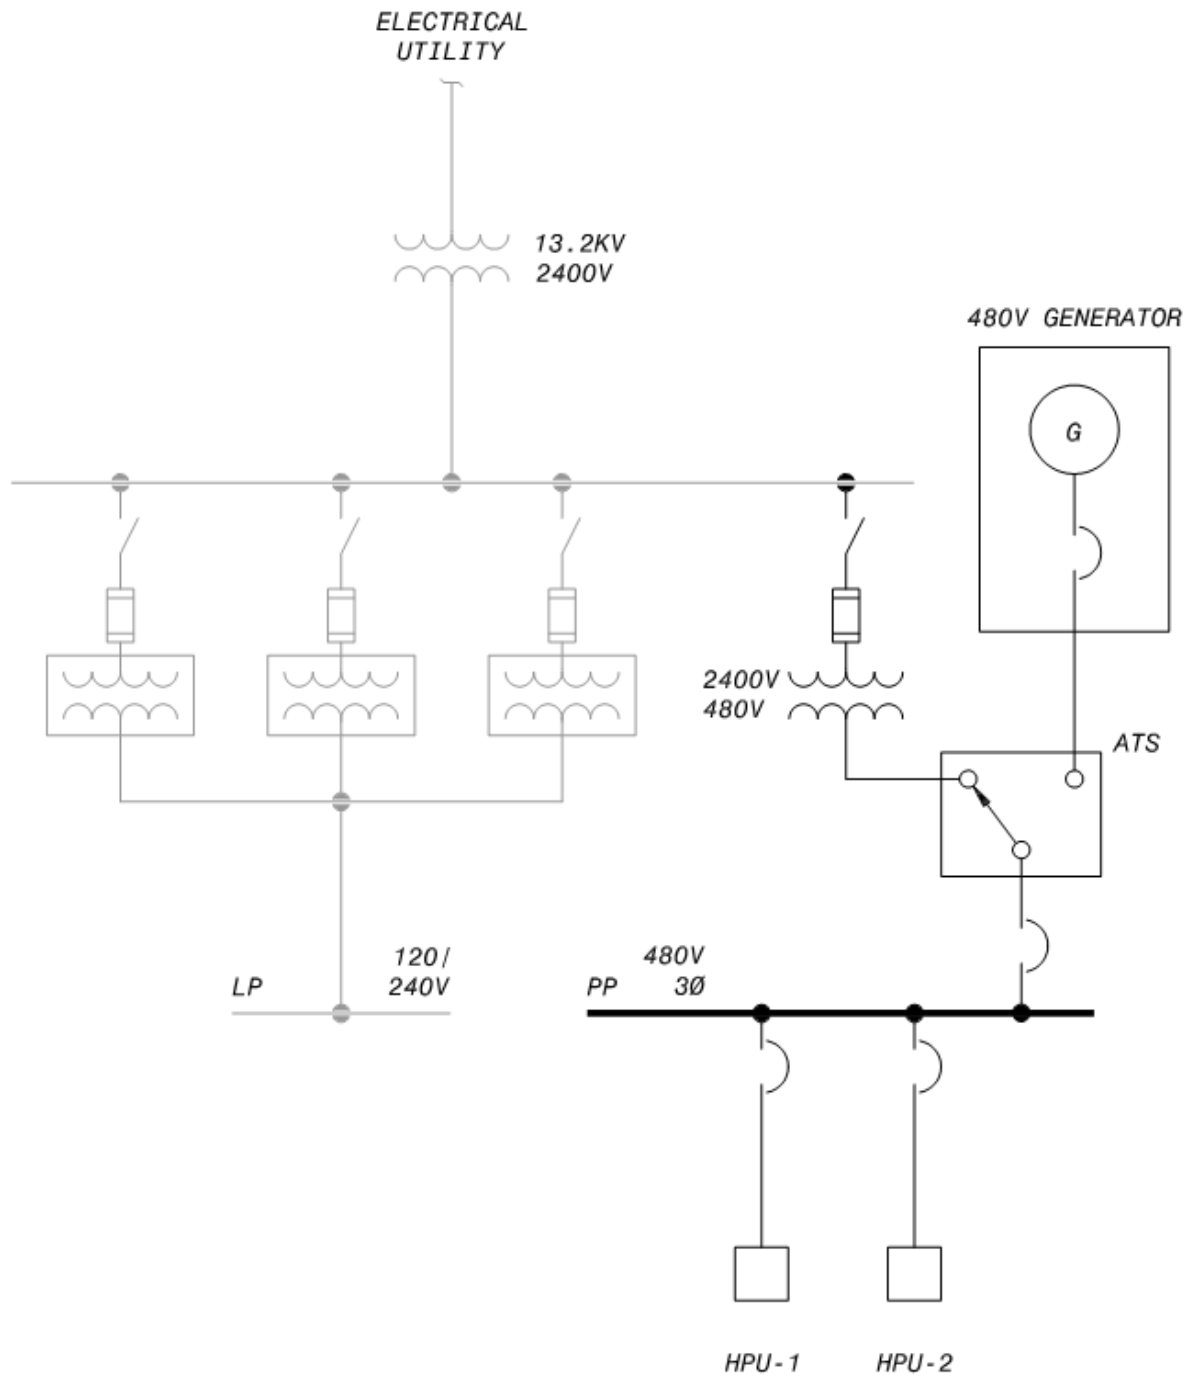 ELECTRICAL
UTILITY
13.2KV
2400V
480V GENERATOR
G
2400V
480V
ATS
120/
240V
LP
480V
3Ø
PP
HPU-1
HPU-2